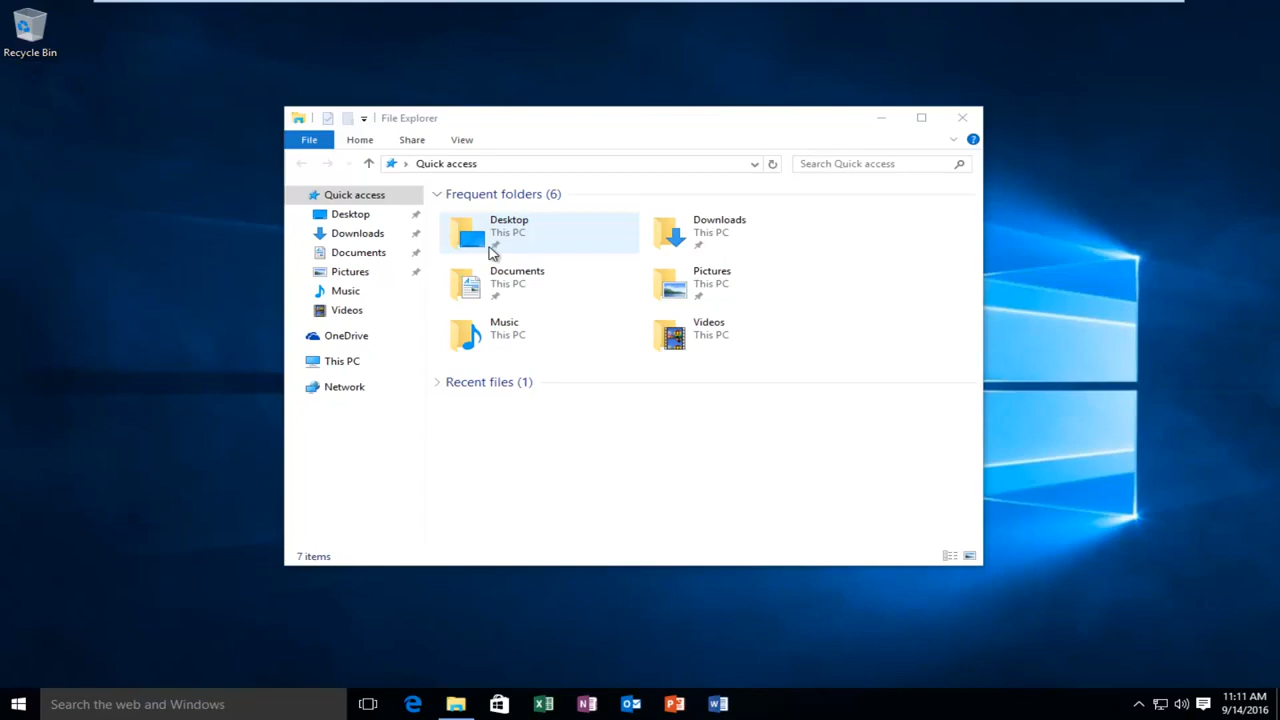 Recycle Bin
File Explorer
File Home Share View
Quick access
Search Quick access
Quick access
Desktop
Downloads
Documents
Pictures
Music
Videos
OneDrive
This PC
Network
Frequent folders (6)
Desktop
This PC
Downloads
This PC
Documents
This PC
Pictures
This PC
Music
This PC
Videos
This PC
Recent files (1)
7 items
Search the web and Windows
11:11 AM
9/14/2016